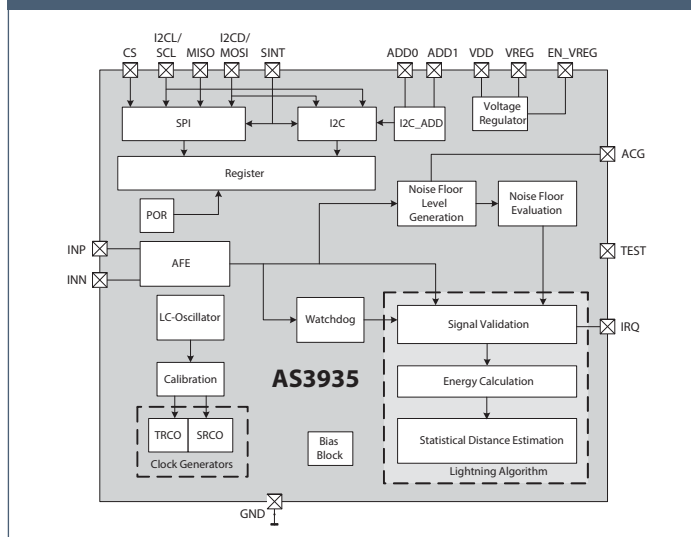 I2CL/ I2CD/
CS SCL MISO MOSI SINT ADD0 ADD1 VDD VREG EN_VREG
SPI I2C I2C_ADD
Voltage
Regulator
Register
ACG
Noise Floor
Level
Generation
Noise Floor
Evaluation
POR
INP
INN
AFE
TEST
LC-Oscillator
Watchdog
Signal Validation
IRQ
Calibration
AS3935
Energy Calculation
TRCO SRCO
Clock Generators
Bias
Block
Statistical Distance Estimation
Lightning Algorithm
GND